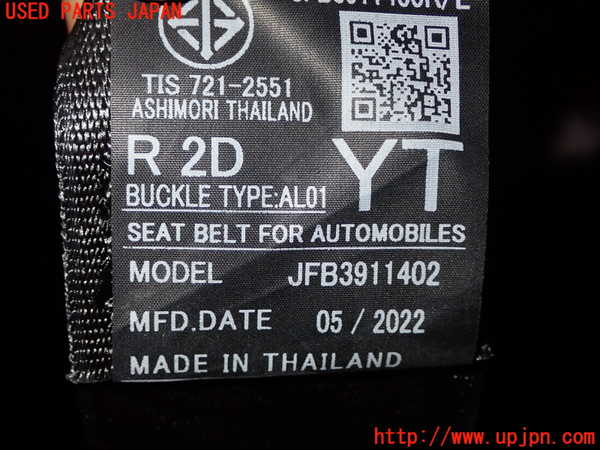 USED PARTS JAPAN
TIS 721-2551
ASHIMORI THAILAND
R 2D
YT
BUCKLE TYPE:AL01
SEAT BELT FOR AUTOMOBILES
MODEL JFB3911402
MFD.DATE 05 / 2022
MADE IN THAILAND
http://www.upjpn.com